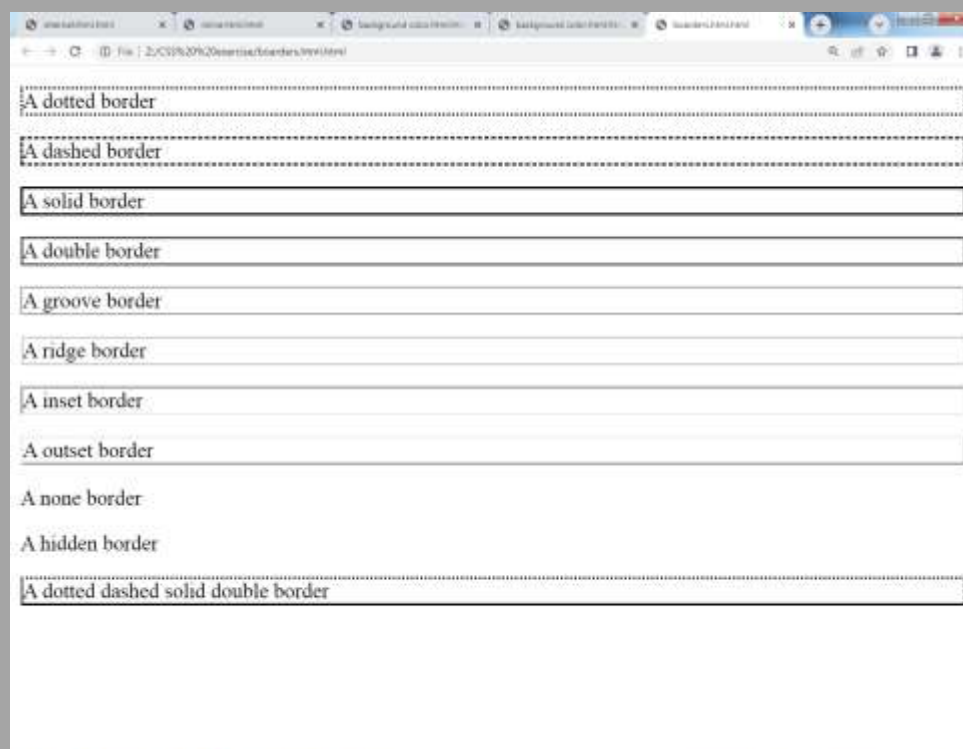 File
A dotted border
A dashed border
A solid border
A double border
A groove border
A ridge border
A inset border
A outset border
A none border
A hidden border
A dotted dashed solid double border